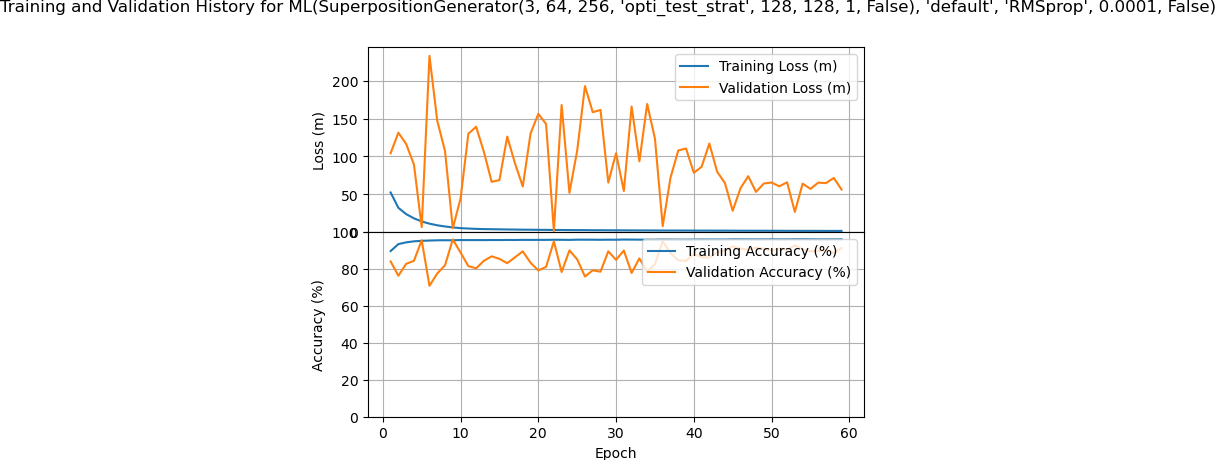 Training and Validation History for ML(SuperpositionGenerator(3, 64, 256, 'opti_test_strat', 128, 128, 1, False), 'default', 'RMSprop', 0.0001, False)
Training Loss (m)
Validation Loss (m)
Loss (m)
200
150
100
50
0
Training Accuracy (%)
Validation Accuracy (%)
Accuracy (%)
100
80
60
40
20
0
0 10 20 30 40 50 60
Epoch